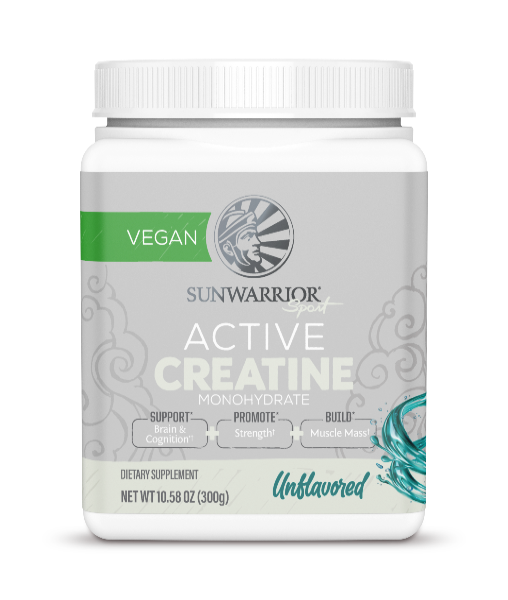 VEGAN
SUNWARRIOR®
Sport
ACTIVE
CREATINE
MONOHYDRATE
SUPPORT* PROMOTE* BUILD*
Brain & Cognition + Strength† + Muscle Mass†
DIETARY SUPPLEMENT
NET WT 10.58 OZ (300g)
Unflavored